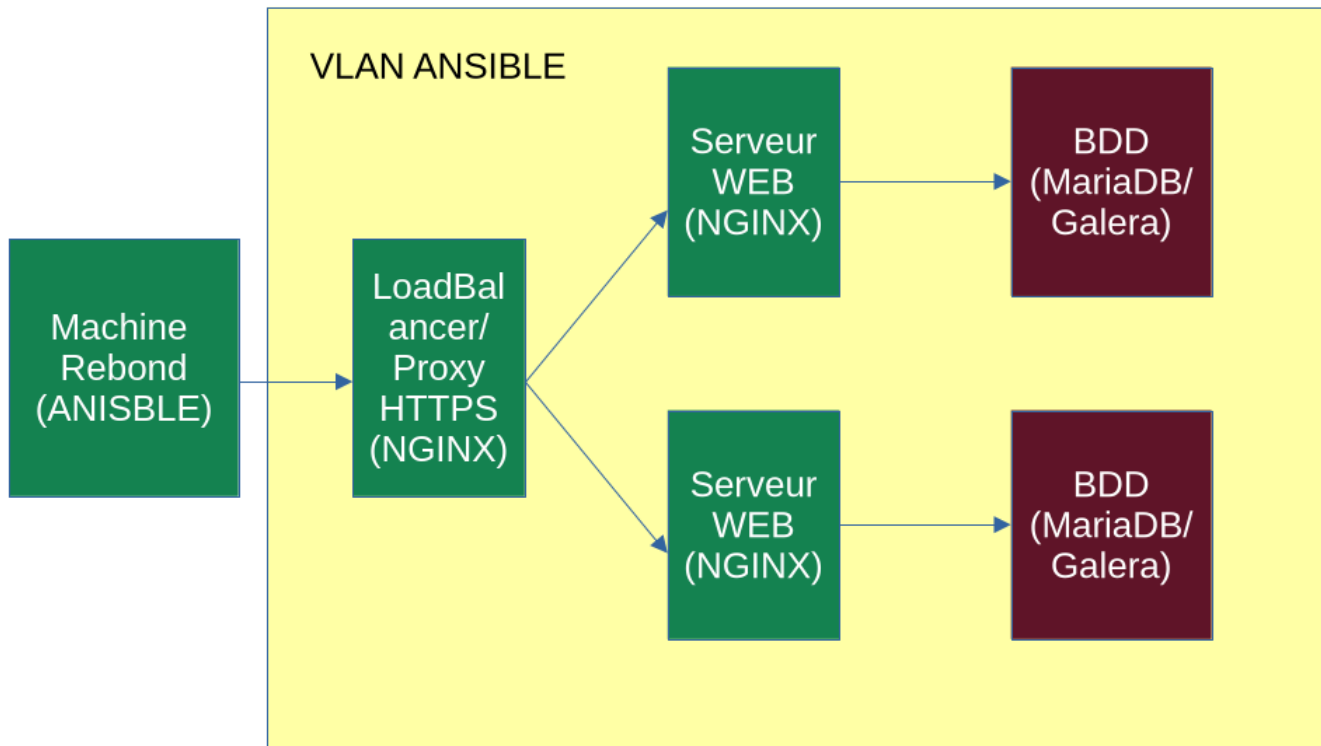 VLAN ANSIBLE
Machine
Rebond
(ANISBLE)
LoadBal
ancer/
Proxy
HTTPS
(NGINX)
Serveur
WEB
(NGINX)
BDD
(MariaDB/
Galera)
Serveur
WEB
(NGINX)
BDD
(MariaDB/
Galera)